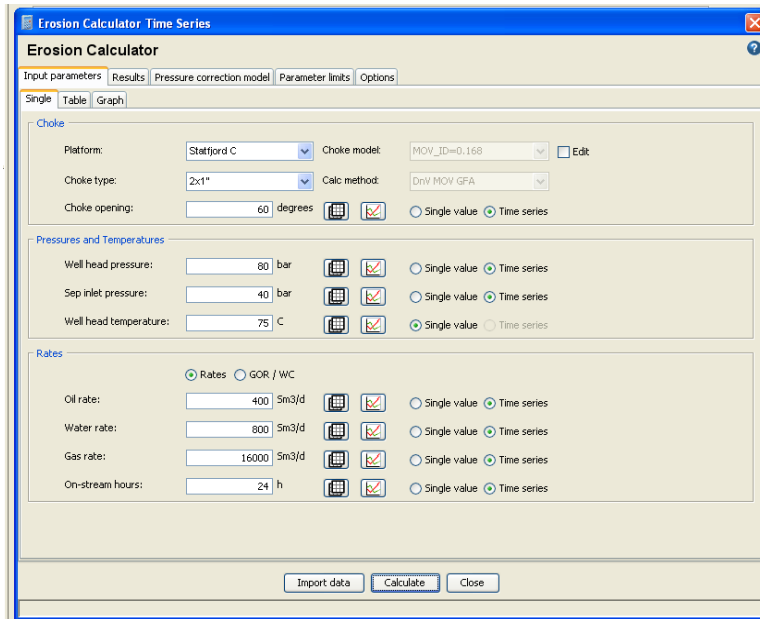 Erosion Calculator Time Series
Erosion Calculator
Input parameters Results Pressure correction model Parameter limits Options
Single Table Graph
Choke
Platform: Statfjord C Choke model: MOV_ID=0.168 Edit
Choke type: 2x1" Calc method: DnV MOV GFA
Choke opening: 60 degrees Single value Time series
Pressures and Temperatures
Well head pressure: 80 bar Single value Time series
Sep inlet pressure: 40 bar Single value Time series
Well head temperature: 75 C Single value Time series
Rates
Rates GOR / WC
Oil rate: 400 Sm3/d Single value Time series
Water rate: 800 Sm3/d Single value Time series
Gas rate: 16000 Sm3/d Single value Time series
On-stream hours: 24 h Single value Time series
Import data Calculate Close